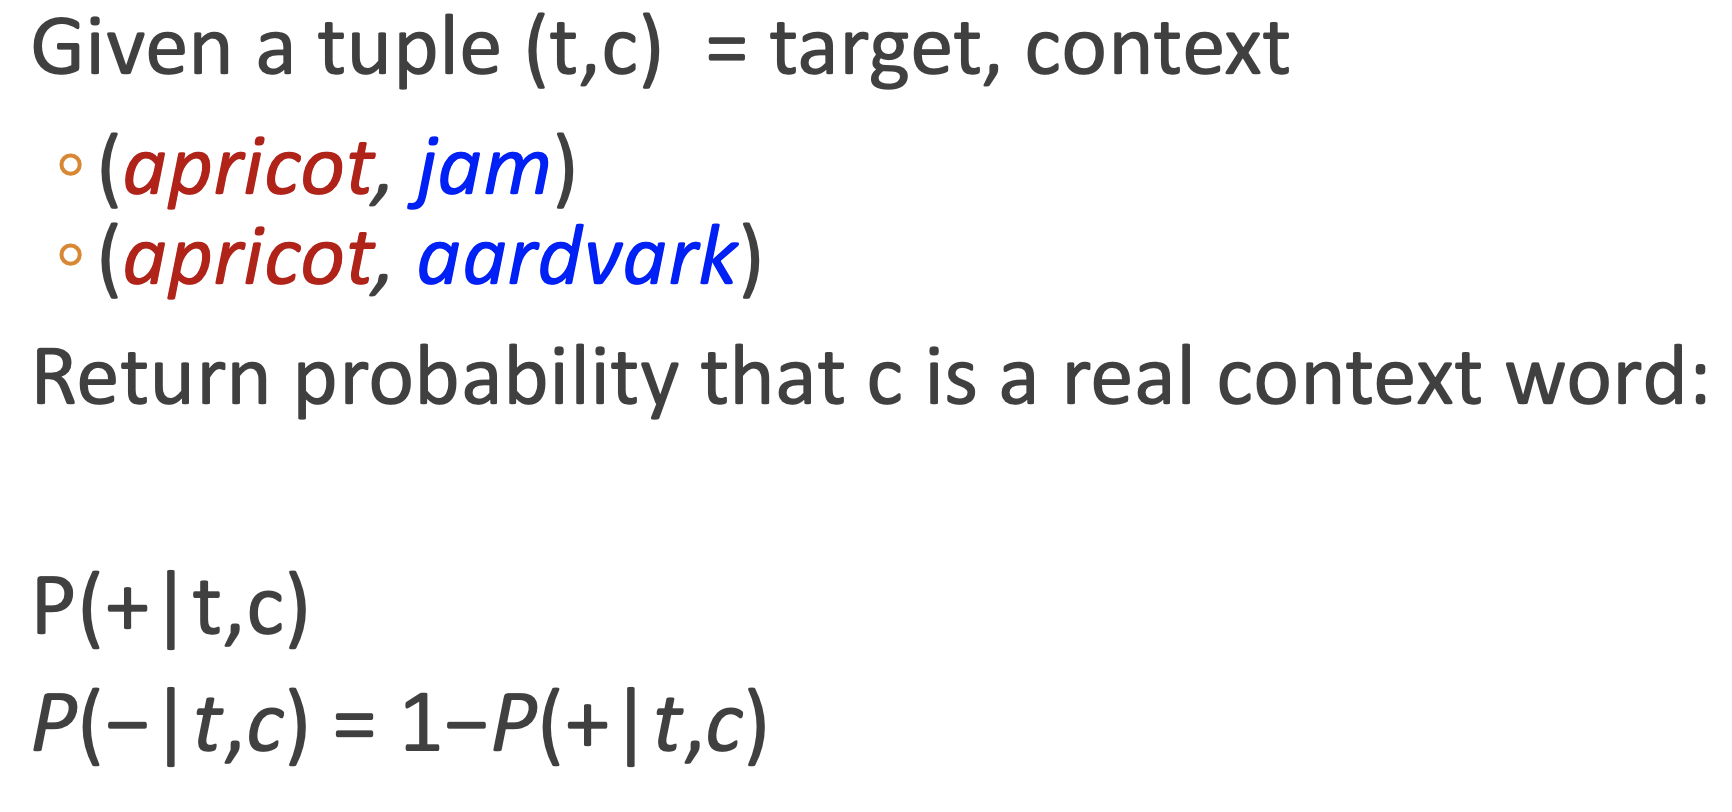 Given a tuple (t,c)  = target, context
◦ (apricot, jam)
◦ (apricot, aardvark)
Return probability that c is a real context word:
P(+|t,c)
P(−|t,c) = 1−P(+|t,c)